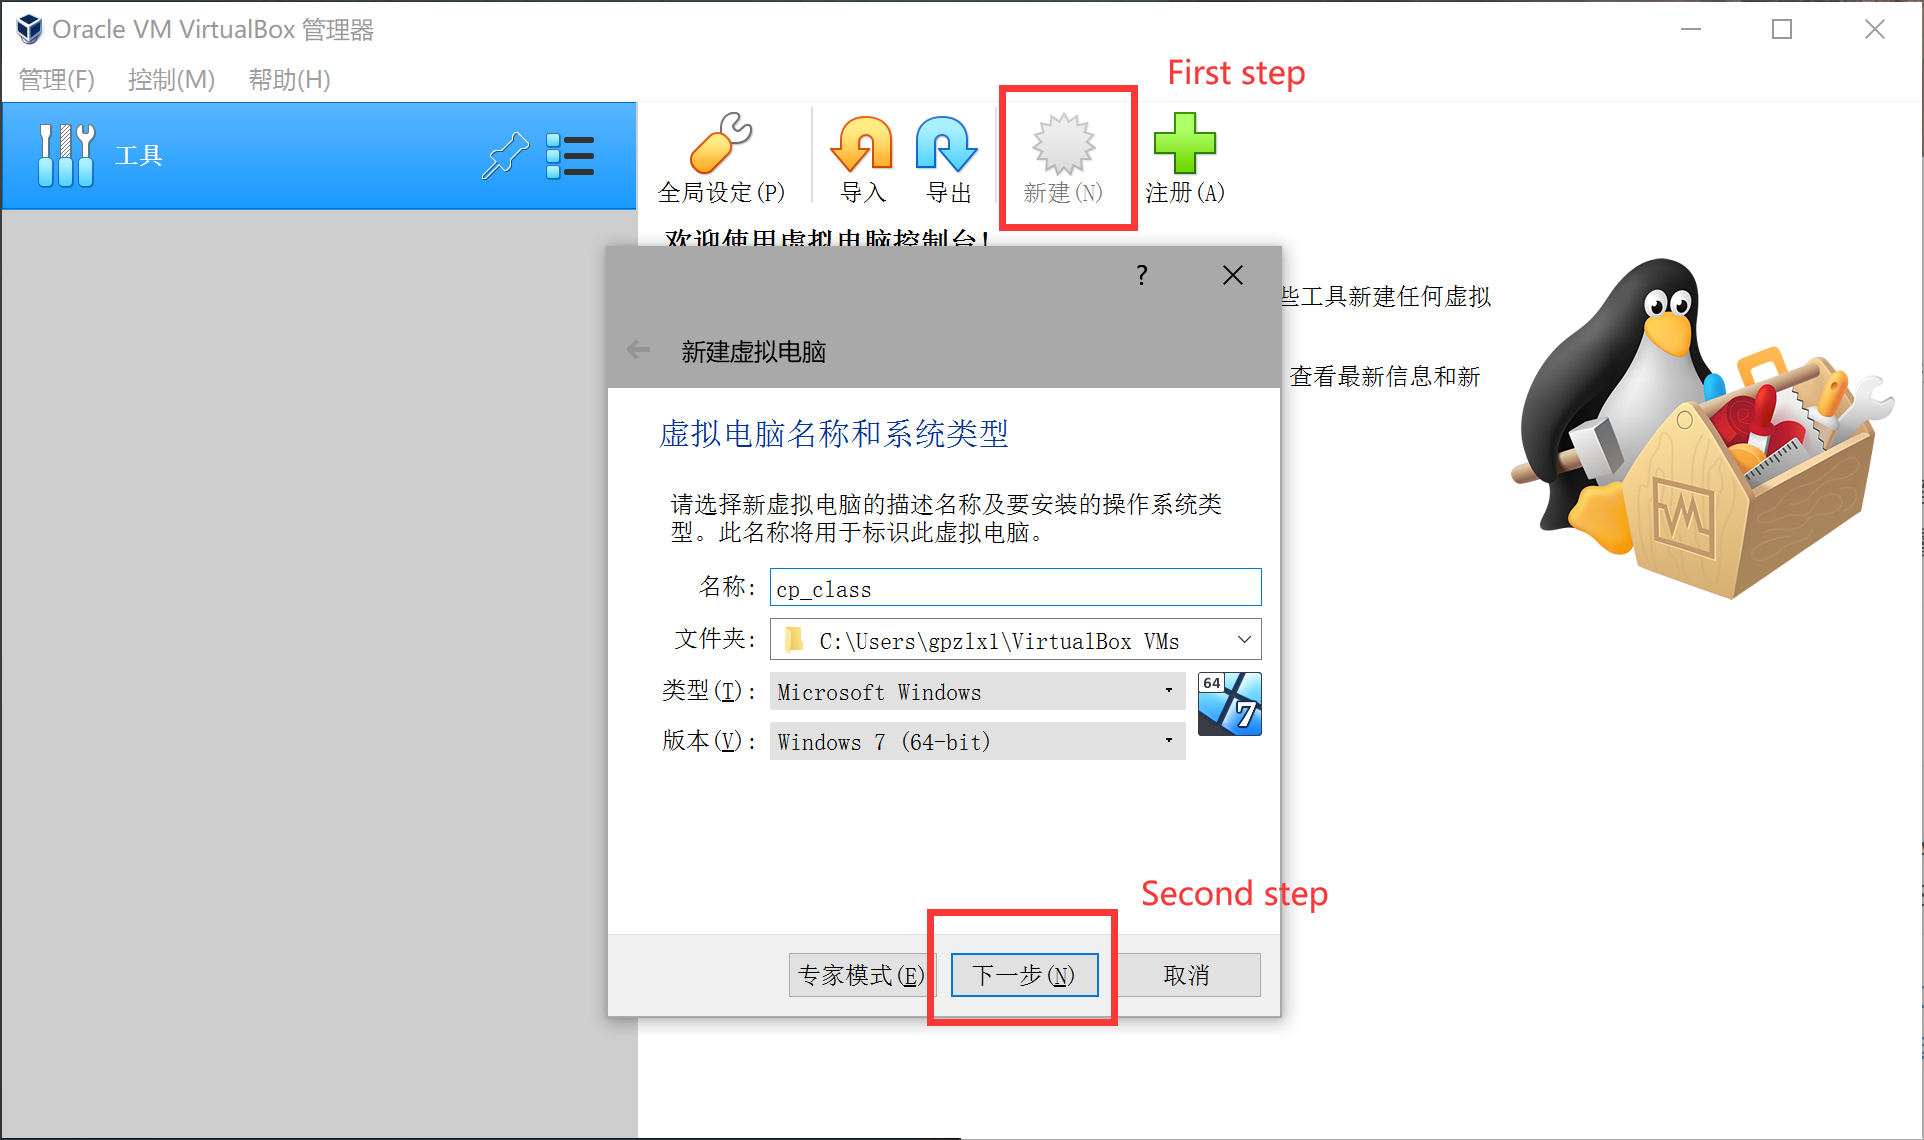 Oracle VM VirtualBox 管理器
管理(F) 控制(M) 帮助(H)
First step
工具
全局设定(P) 导入 导出 新建(N) 注册(A)
欢迎使用虚拟电脑控制台!
些工具新建任何虚拟
查看最新信息和新
?
新建虚拟电脑
虚拟电脑名称和系统类型
请选择新虚拟电脑的描述名称及要安装的操作系统类
型。此名称将用于标识此虚拟电脑。
名称: cp_class
文件夹: C:\Users\gpzlx1\VirtualBox VMs
类型(T): Microsoft Windows
64
7
版本(V): Windows 7 (64-bit)
Second step
专家模式(E) 下一步(N) 取消